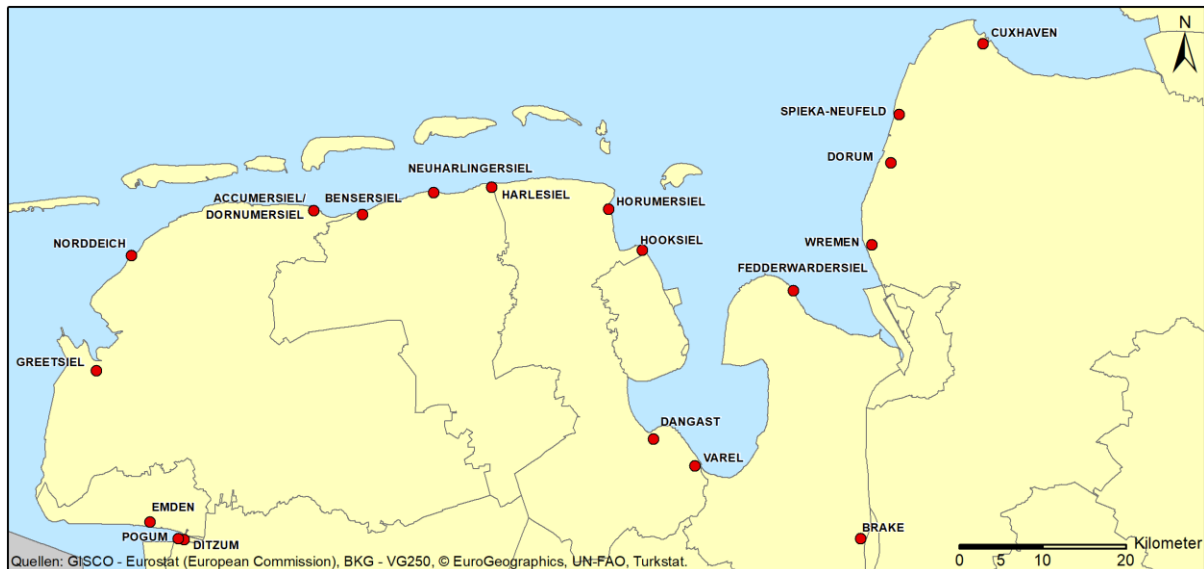 N
CUXHAVEN
SPIEKA-NEUFELD
DORUM
NEUHARLINGERSIEL
ACCUMERSIEL/
DORNUMERSIEL
BENSERSIEL
HARLESIEL
HORUMERSIEL
NORDDEICH
HOOKSIEL
WREMEN
FEDDERWARDERSIEL
GREETSIEL
DANGAST
VAREL
EMDEN
POGUM
DITZUM
BRAKE
Kilometer
0 5 10 20
Quellen: GISCO - Eurostat (European Commission), BKG - VG250, © EuroGeographics, UN-FAO, Turkstat.